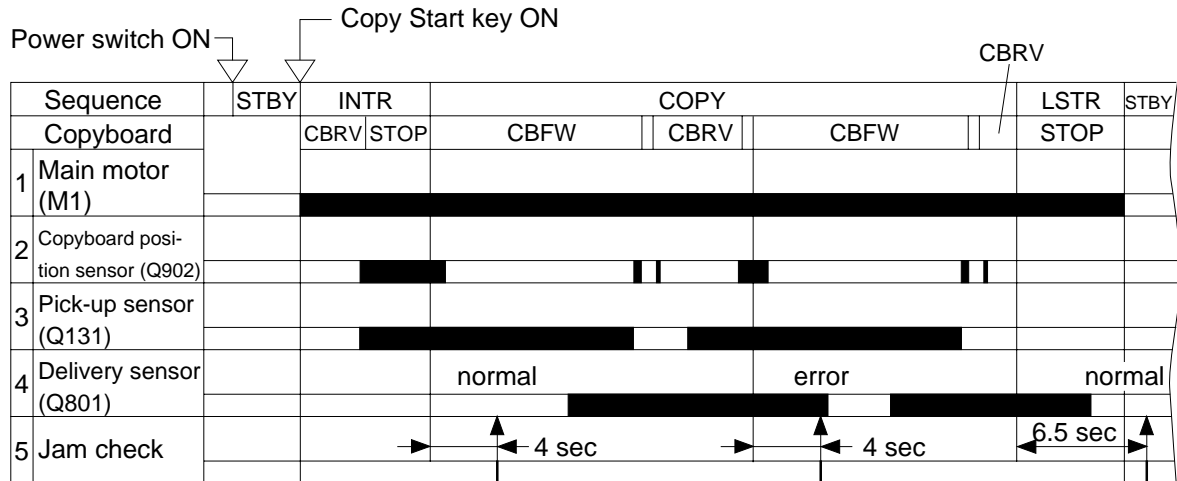 Copy Start key ON
Power switch ON
CBRV
Sequence STBY INTR COPY LSTR STBY
Copyboard CBRV STOP CBFW CBRV CBFW STOP
1 Main motor
(M1)
2 Copyboard posi-
tion sensor (Q902)
3 Pick-up sensor
(Q131)
4 Delivery sensor normal error normal
(Q801)
6.5 sec
5 Jam check 4 sec 4 sec